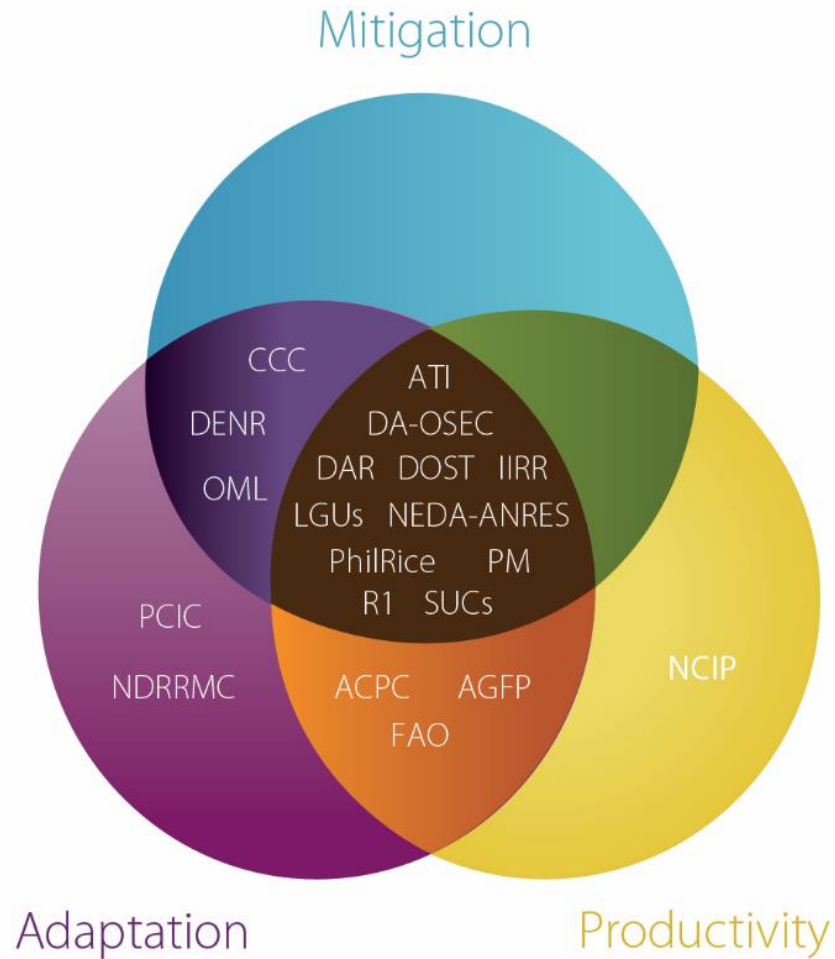 Mitigation
CCC
ATI
DENR
DA-OSEC
DAR DOST IIRR
OML
LGUs NEDA-ANRES
PhilRice PM
R1 SUCs
PCIC
NDRRMC
ACPC AGFP
FAO
NCIP
Adaptation
Productivity